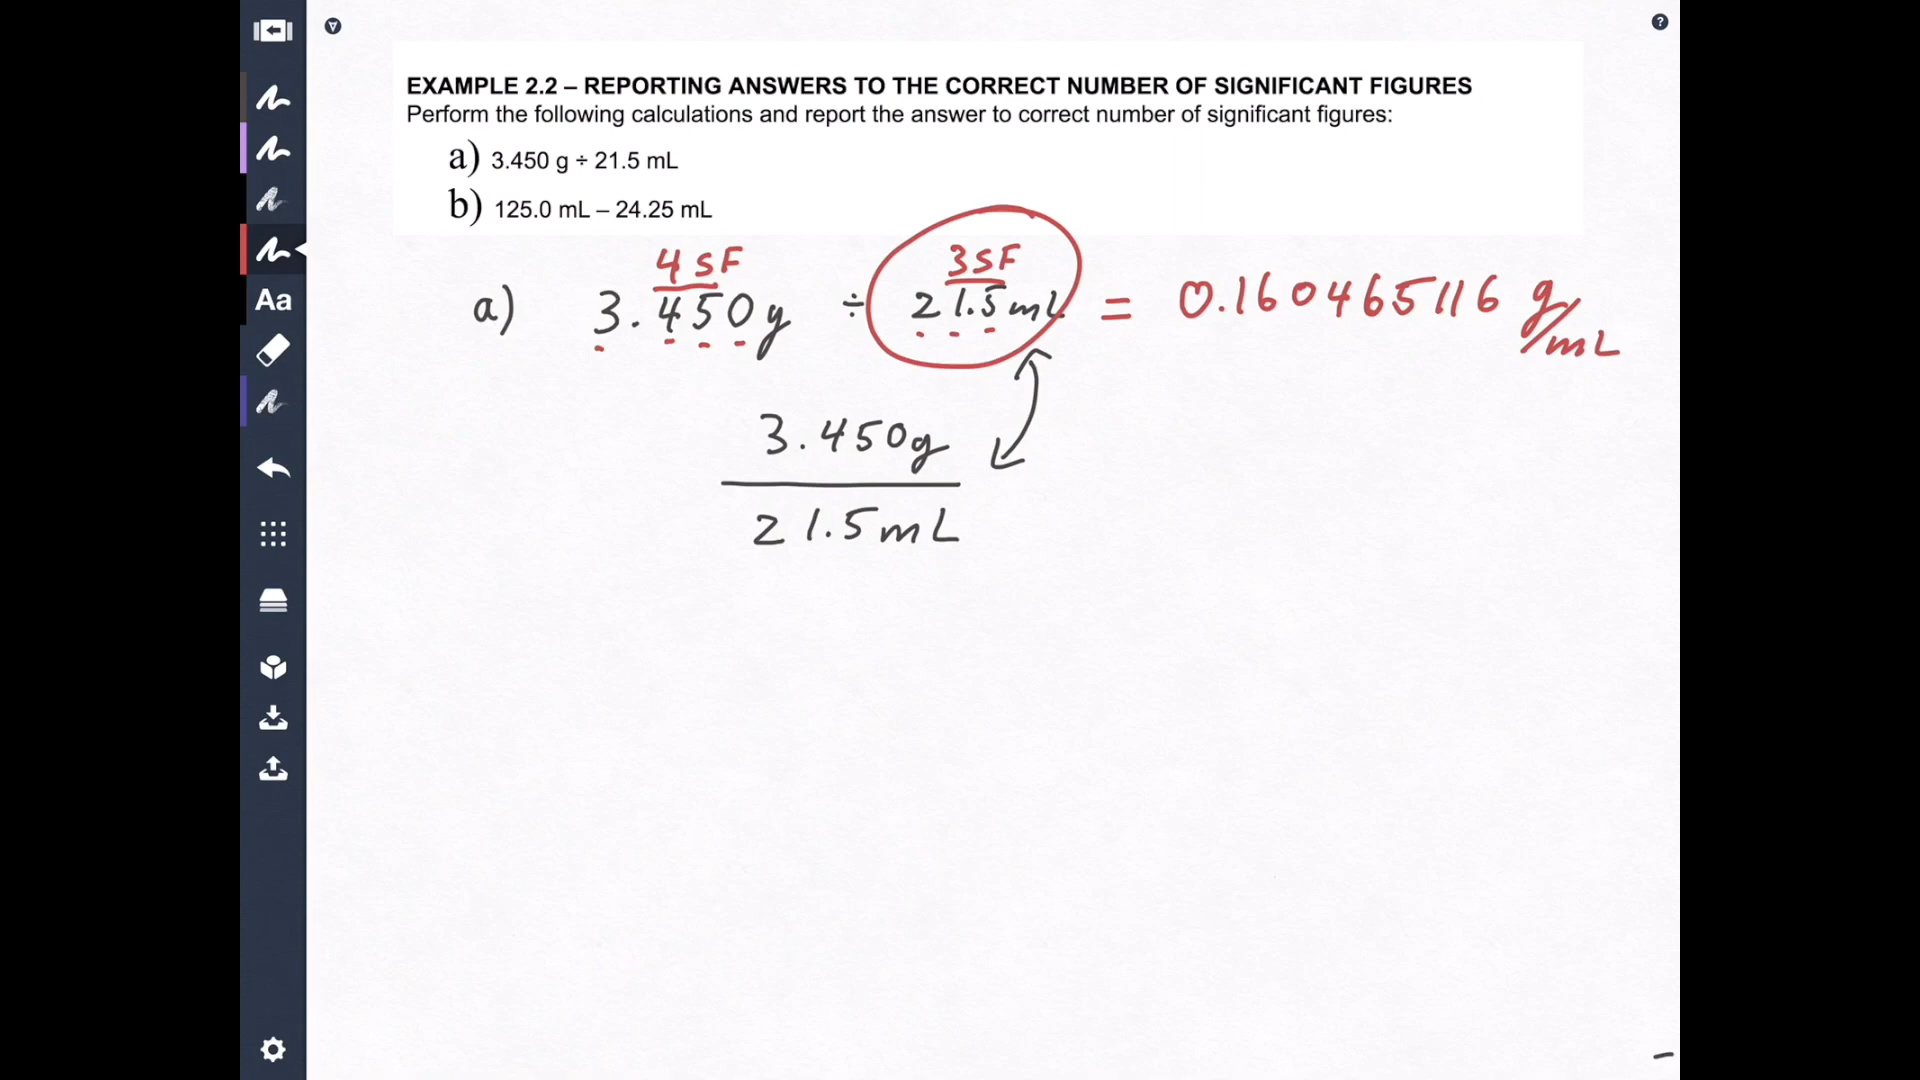 EXAMPLE 2.2 – REPORTING ANSWERS TO THE CORRECT NUMBER OF SIGNIFICANT FIGURES
Perform the following calculations and report the answer to correct number of significant figures:
a) 3.450 g ÷ 21.5 mL
b) 125.0 mL – 24.25 mL
4 SF 3SF
a) 3.450g ÷ 21.5mL = 0.160465116 g/mL
3.450g
21.5mL
Aa
?